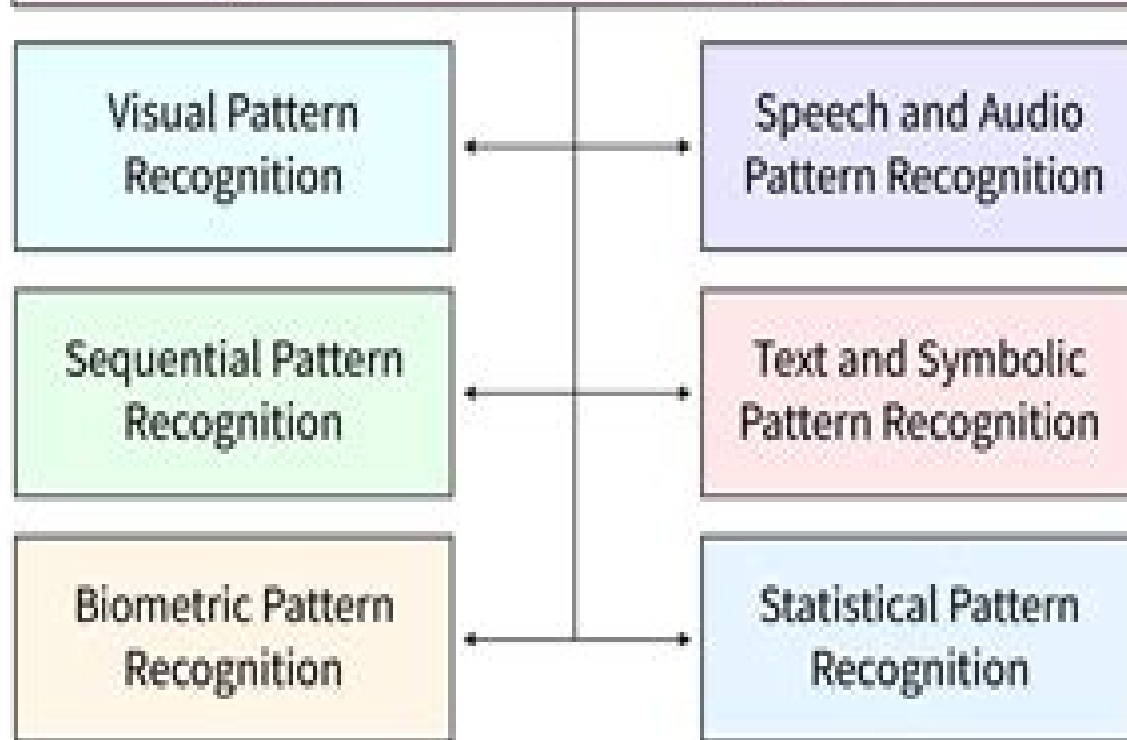 Visual Pattern
Recognition
Speech and Audio
Pattern Recognition
Sequential Pattern
Recognition
Text and Symbolic
Pattern Recognition
Biometric Pattern
Recognition
Statistical Pattern
Recognition